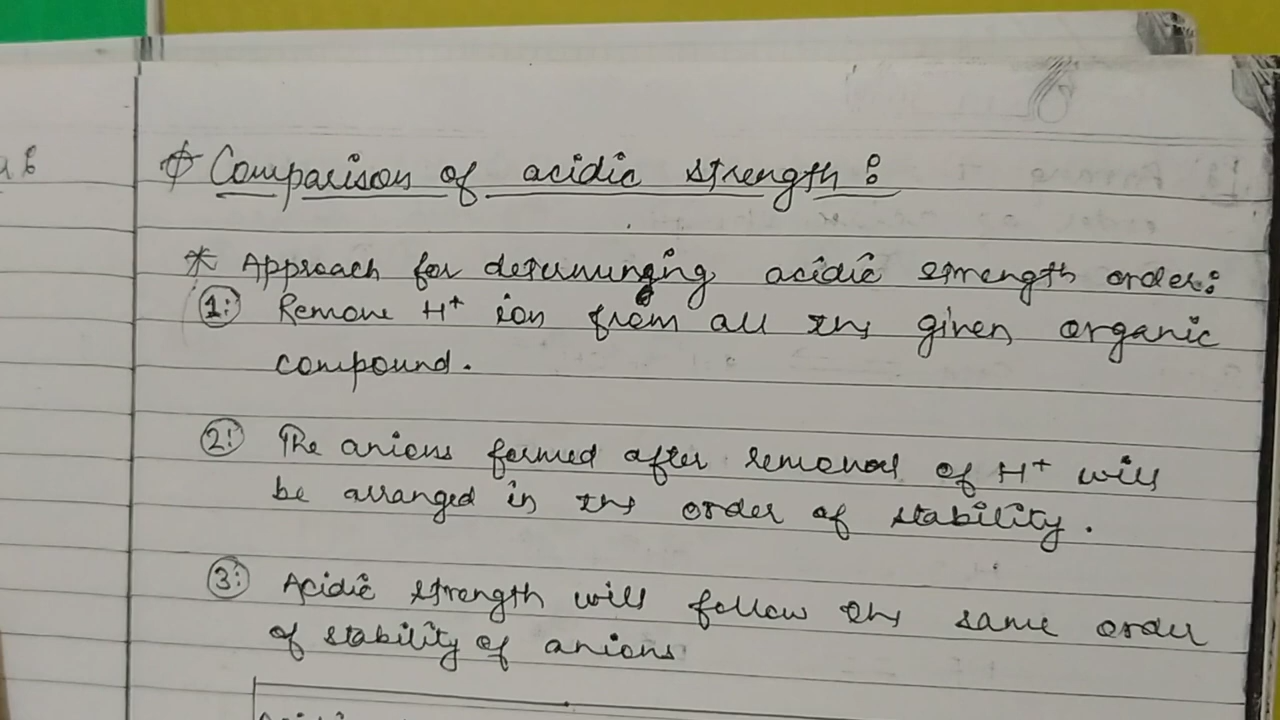 Comparison of acidic strength :
* Approach for determining acidic strength order:
1: Remove H+ ion from all the given organic
compound.
2: The anions formed after removal of H+ will
be arranged in the order of stability.
3: Acidic strength will follow the same order
of stability of anions